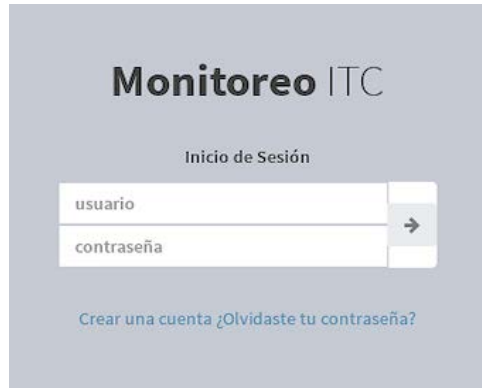 Monitoreo ITC
Inicio de Sesión
usuario
contraseña
Crear una cuenta ¿Olvidaste tu contraseña?